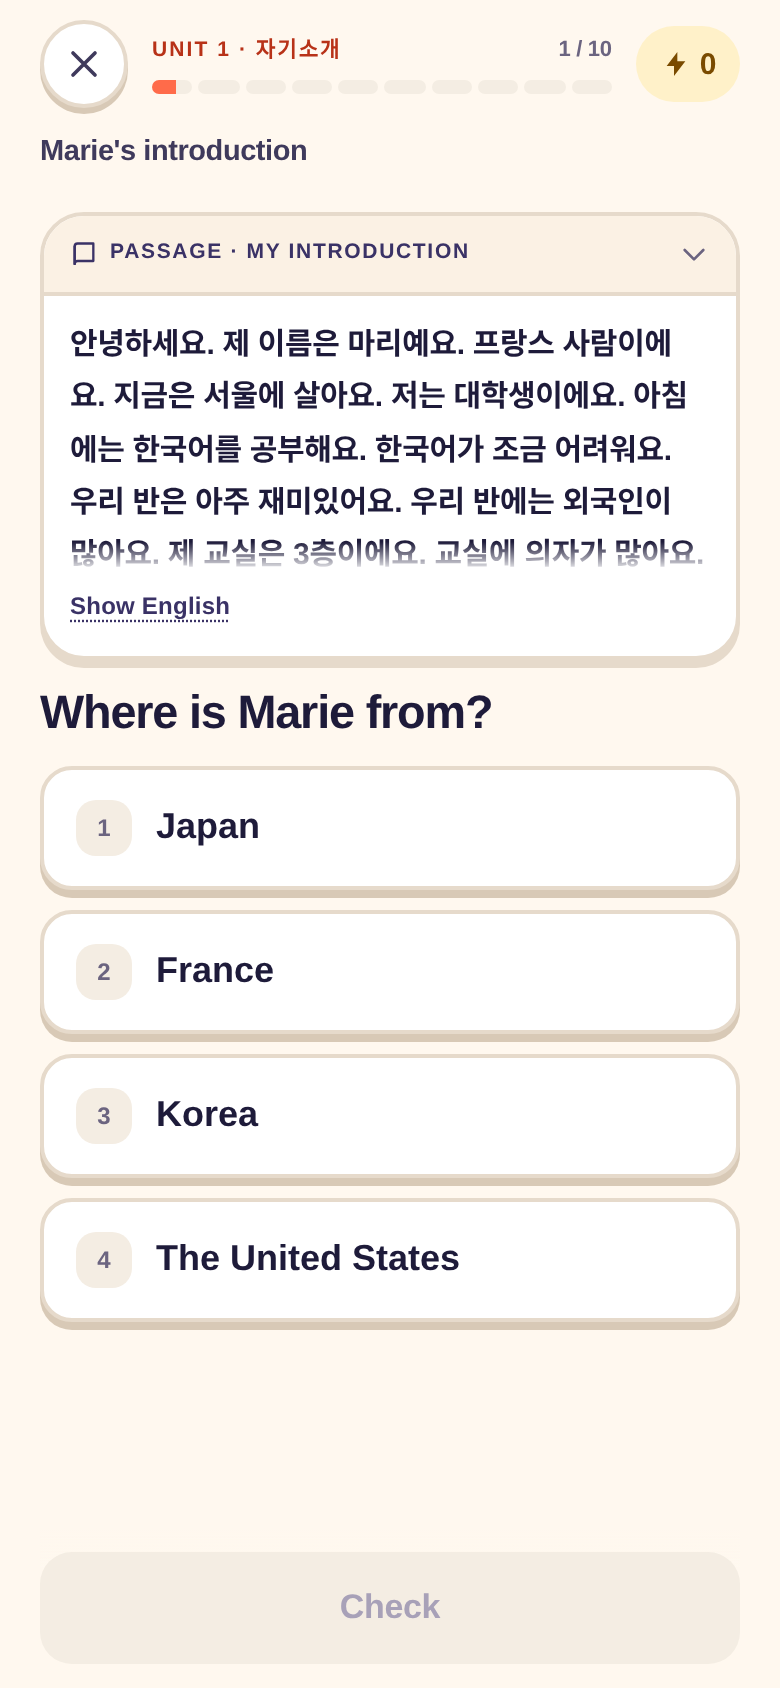 UNIT 1 · 자기소개
1 / 10
0
Marie's introduction
PASSAGE · MY INTRODUCTION
안녕하세요. 제 이름은 마리예요. 프랑스 사람이에
요. 지금은 서울에 살아요. 저는 대학생이에요. 아침
에는 한국어를 공부해요. 한국어가 조금 어려워요.
우리 반은 아주 재미있어요. 우리 반에는 외국인이
많아요. 제 교실은 3층이에요. 교실에 의자가 많아요.
Show English
Where is Marie from?
1 Japan
2 France
3 Korea
4 The United States
Check